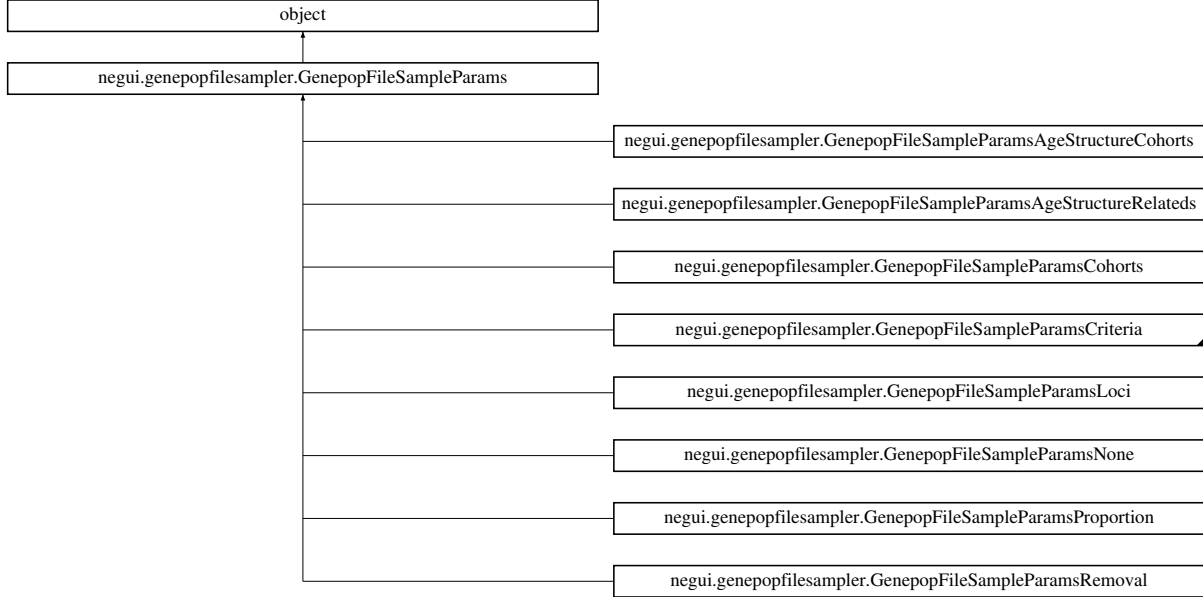 object
negui.genepopfilesampler.GenepopFileSampleParams
negui.genepopfilesampler.GenepopFileSampleParamsAgeStructureCohorts
negui.genepopfilesampler.GenepopFileSampleParamsAgeStructureRelateds
negui.genepopfilesampler.GenepopFileSampleParamsCohorts
negui.genepopfilesampler.GenepopFileSampleParamsCriteria
negui.genepopfilesampler.GenepopFileSampleParamsLoci
negui.genepopfilesampler.GenepopFileSampleParamsNone
negui.genepopfilesampler.GenepopFileSampleParamsProportion
negui.genepopfilesampler.GenepopFileSampleParamsRemoval